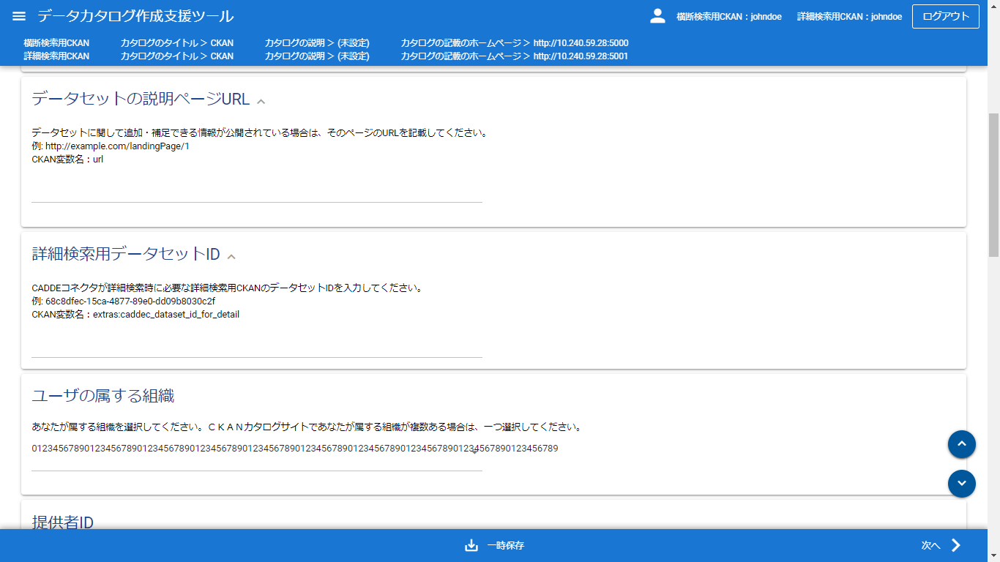 データカタログ作成支援ツール
横断検索用CKAN：johndoe 詳細検索用CKAN：johndoe ログアウト
横断検索用CKAN カタログのタイトル > CKAN カタログの説明 > (未設定) カタログの記載のホームページ > http://10.240.59.28:5000
詳細検索用CKAN カタログのタイトル > CKAN カタログの説明 > (未設定) カタログの記載のホームページ > http://10.240.59.28:5001
データセットの説明ページURL
データセットに関して追加・補足できる情報が公開されている場合は、そのページのURLを記載してください。
例: http://example.com/landingPage/1
CKAN変数名：url
詳細検索用データセットID
CADDEコネクタが詳細検索時に必要な詳細検索用CKANのデータセットIDを入力してください。
例: 68c8dfec-15ca-4877-89e0-dd09b8030c2f
CKAN変数名：extras:caddec_dataset_id_for_detail
ユーザの属する組織
あなたが属する組織を選択してください。ＣＫＡＮカタログサイトであなたが属する組織が複数ある場合は、一つ選択してください。
0123456789012345678901234567890123456789012345678901234567890123456789012345678901234567890123456789
提供者ID
一時保存
次へ